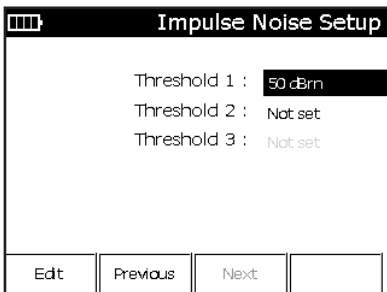 Impulse Noise Setup
Threshold 1 : 50 dBrn
Threshold 2 : Not set
Threshold 3 : Not set
Edit Previous Next